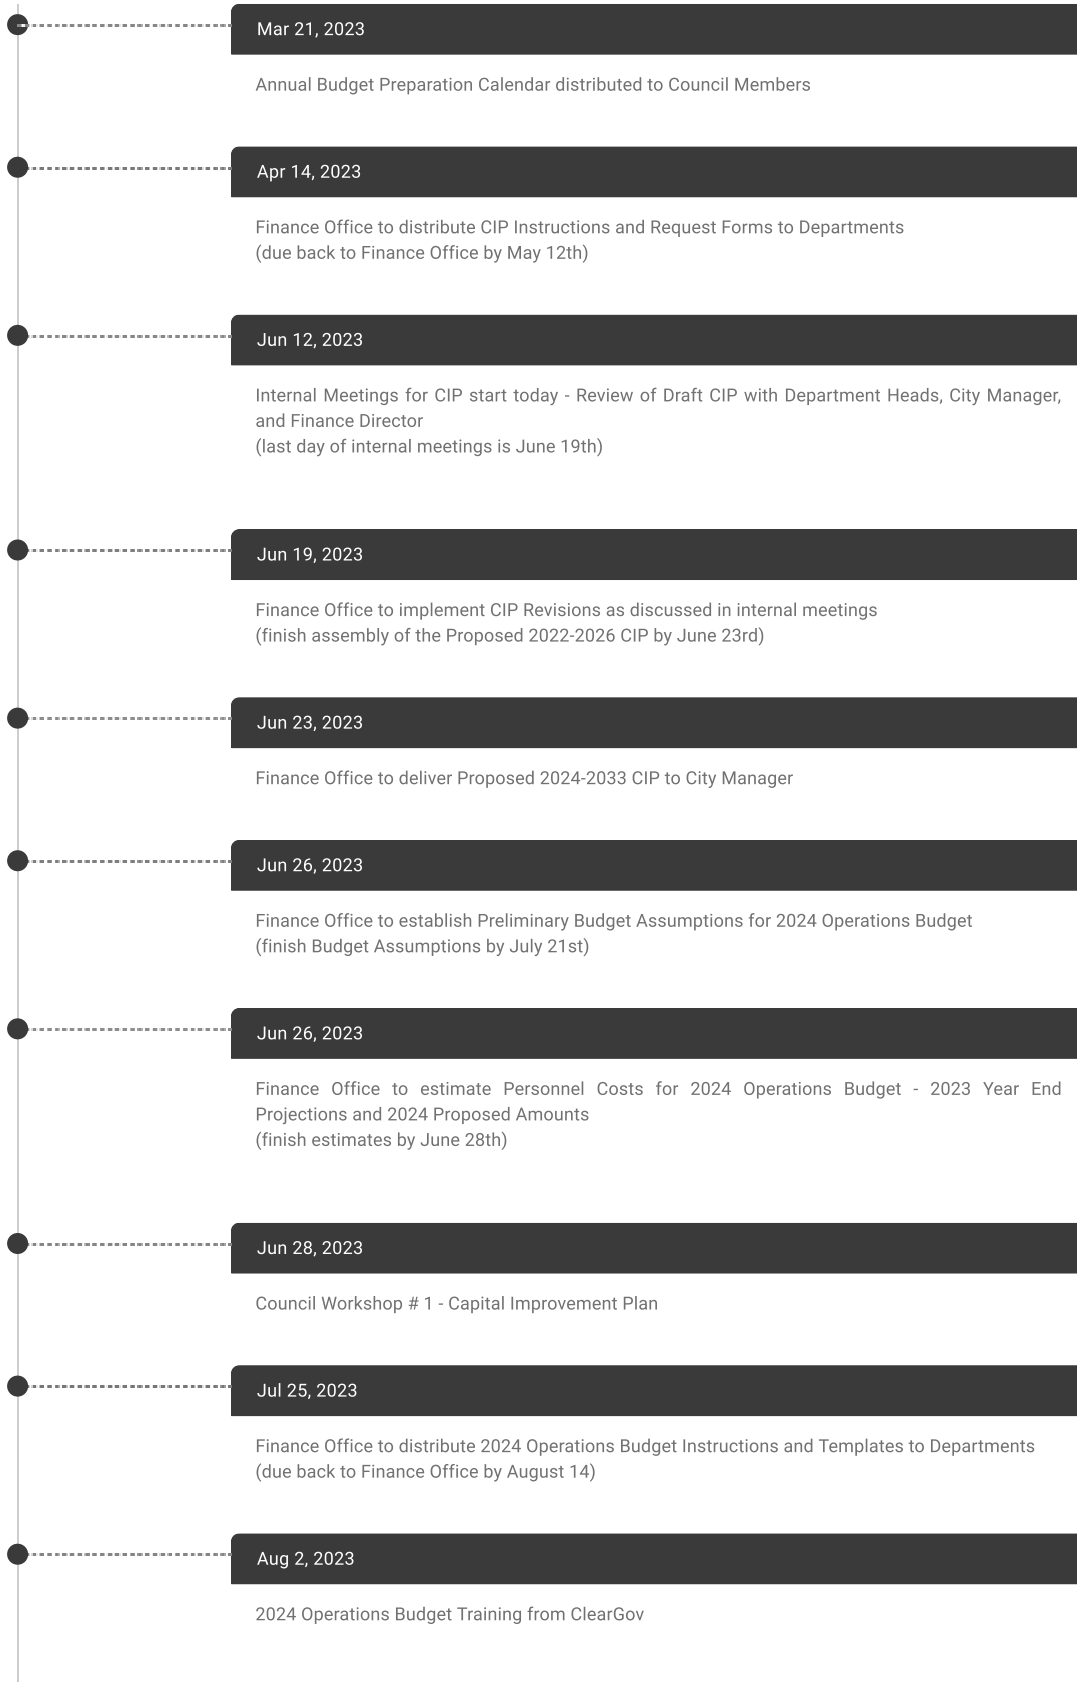 Mar 21, 2023
Annual Budget Preparation Calendar distributed to Council Members
Apr 14, 2023
Finance Office to distribute CIP Instructions and Request Forms to Departments
(due back to Finance Office by May 12th)
Jun 12, 2023
Internal Meetings for CIP start today - Review of Draft CIP with Department Heads, City Manager,
and Finance Director
(last day of internal meetings is June 19th)
Jun 19, 2023
Finance Office to implement CIP Revisions as discussed in internal meetings
(finish assembly of the Proposed 2022-2026 CIP by June 23rd)
Jun 23, 2023
Finance Office to deliver Proposed 2024-2033 CIP to City Manager
Jun 26, 2023
Finance Office to establish Preliminary Budget Assumptions for 2024 Operations Budget
(finish Budget Assumptions by July 21st)
Jun 26, 2023
Finance Office to estimate Personnel Costs for 2024 Operations Budget - 2023 Year End
Projections and 2024 Proposed Amounts
(finish estimates by June 28th)
Jun 28, 2023
Council Workshop # 1 - Capital Improvement Plan
Jul 25, 2023
Finance Office to distribute 2024 Operations Budget Instructions and Templates to Departments
(due back to Finance Office by August 14)
Aug 2, 2023
2024 Operations Budget Training from ClearGov